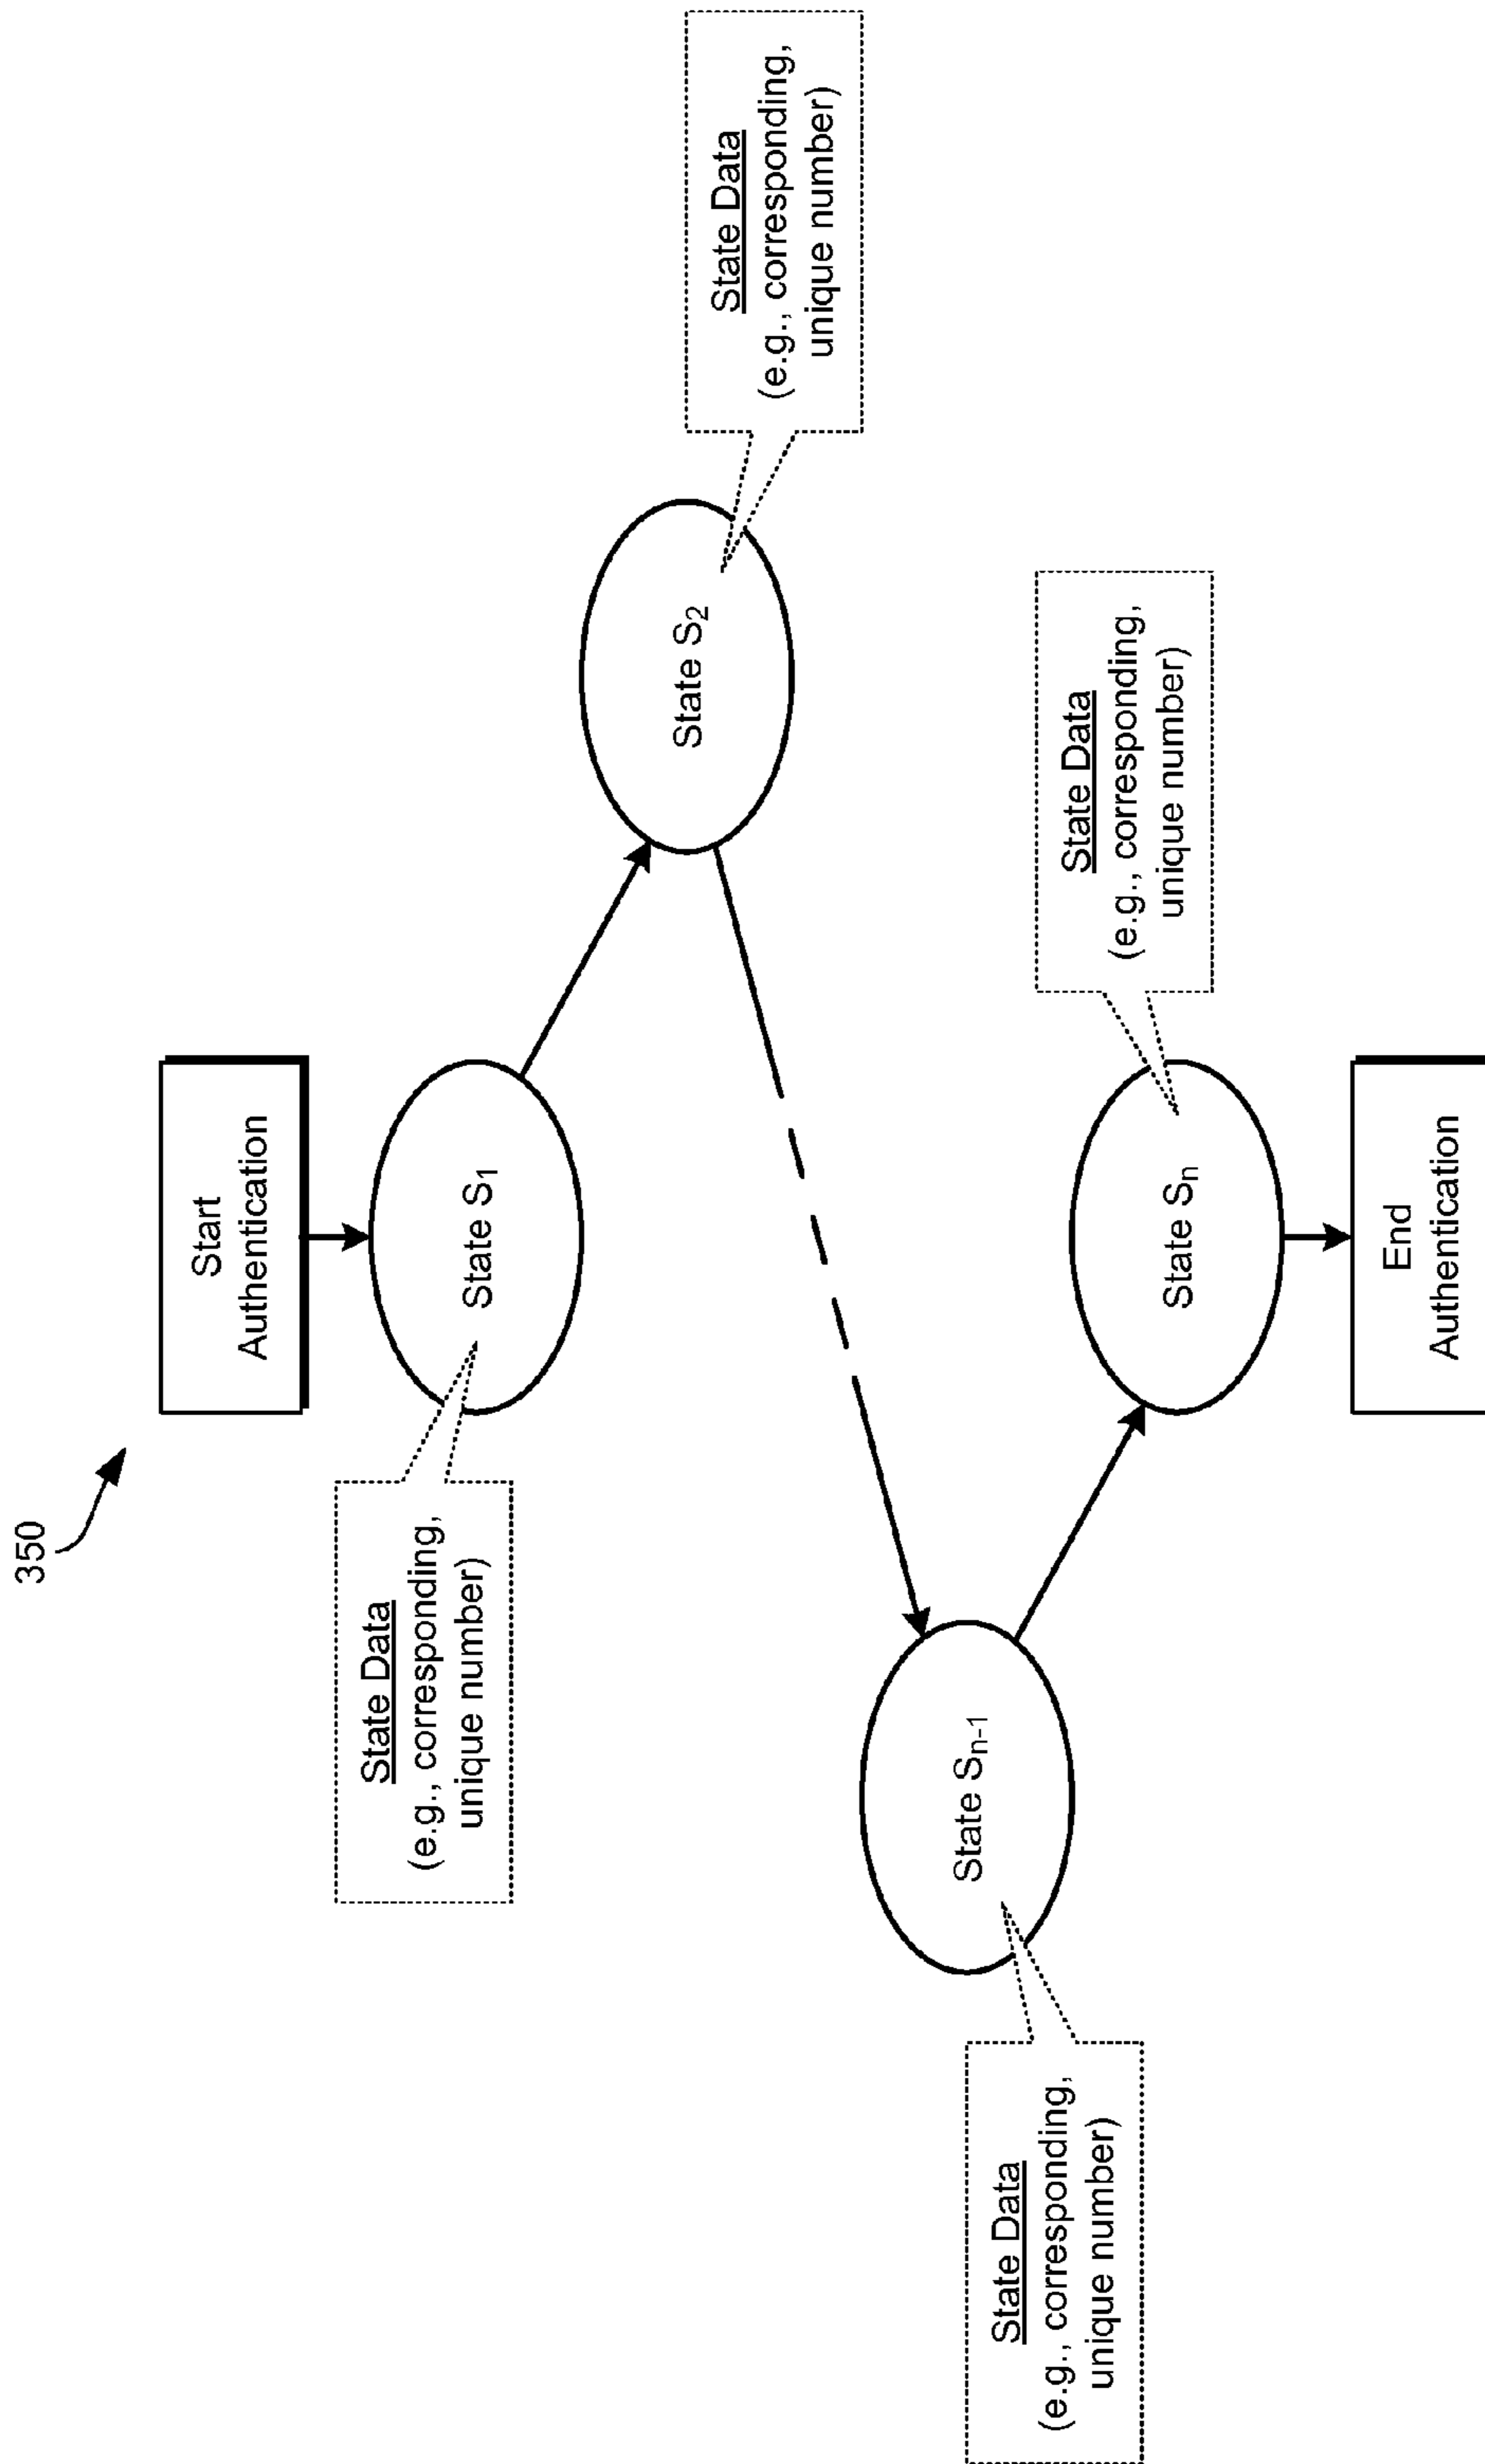 350
Start
Authentication
State Data
(e.g., corresponding,
unique number)
State S₁
State S₂
State Data
(e.g., corresponding,
unique number)
State Data
(e.g., corresponding,
unique number)
State Sₙ₋₁
State Sₙ
State Data
(e.g., corresponding,
unique number)
End
Authentication